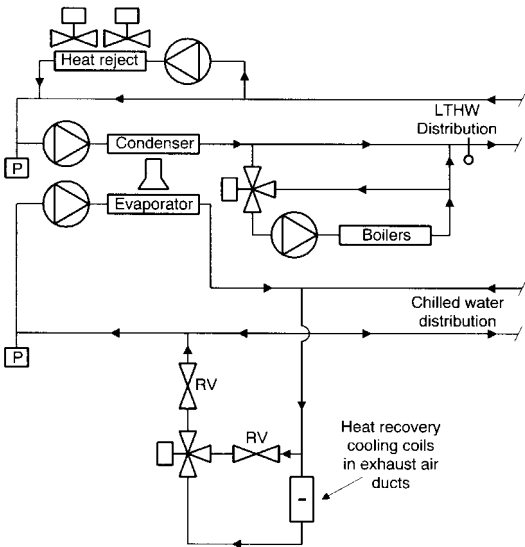 Heat reject
LTHW
Distribution
P
Condenser
Evaporator
Boilers
Chilled water
distribution
P
RV
RV
Heat recovery
cooling coils
in exhaust air
ducts
-